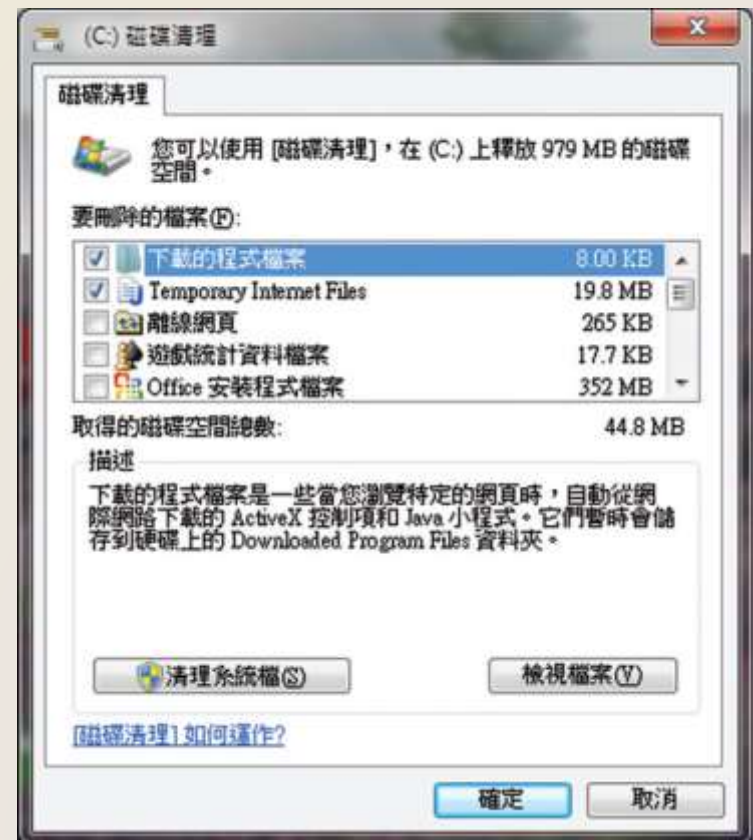 (C:) 磁碟清理
磁碟清理
您可以使用 [磁碟清理]，在 (C:) 上釋放 979 MB 的磁碟
空間。
要刪除的檔案(F):
下載的程式檔案 8.00 KB
Temporary Internet Files 19.8 MB
離線網頁 265 KB
遊戲統計資料檔案 17.7 KB
Office 安裝程式檔案 352 MB
取得的磁碟空間總數: 44.8 MB
描述
下載的程式檔案是一些當您瀏覽特定的網頁時，自動從網
際網路下載的 ActiveX 控制項和 Java 小程式。它們暫時會儲
存到硬碟上的 Downloaded Program Files 資料夾。
清理系統檔(S) 檢視檔案(V)
[磁碟清理] 如何運作?
確定 取消